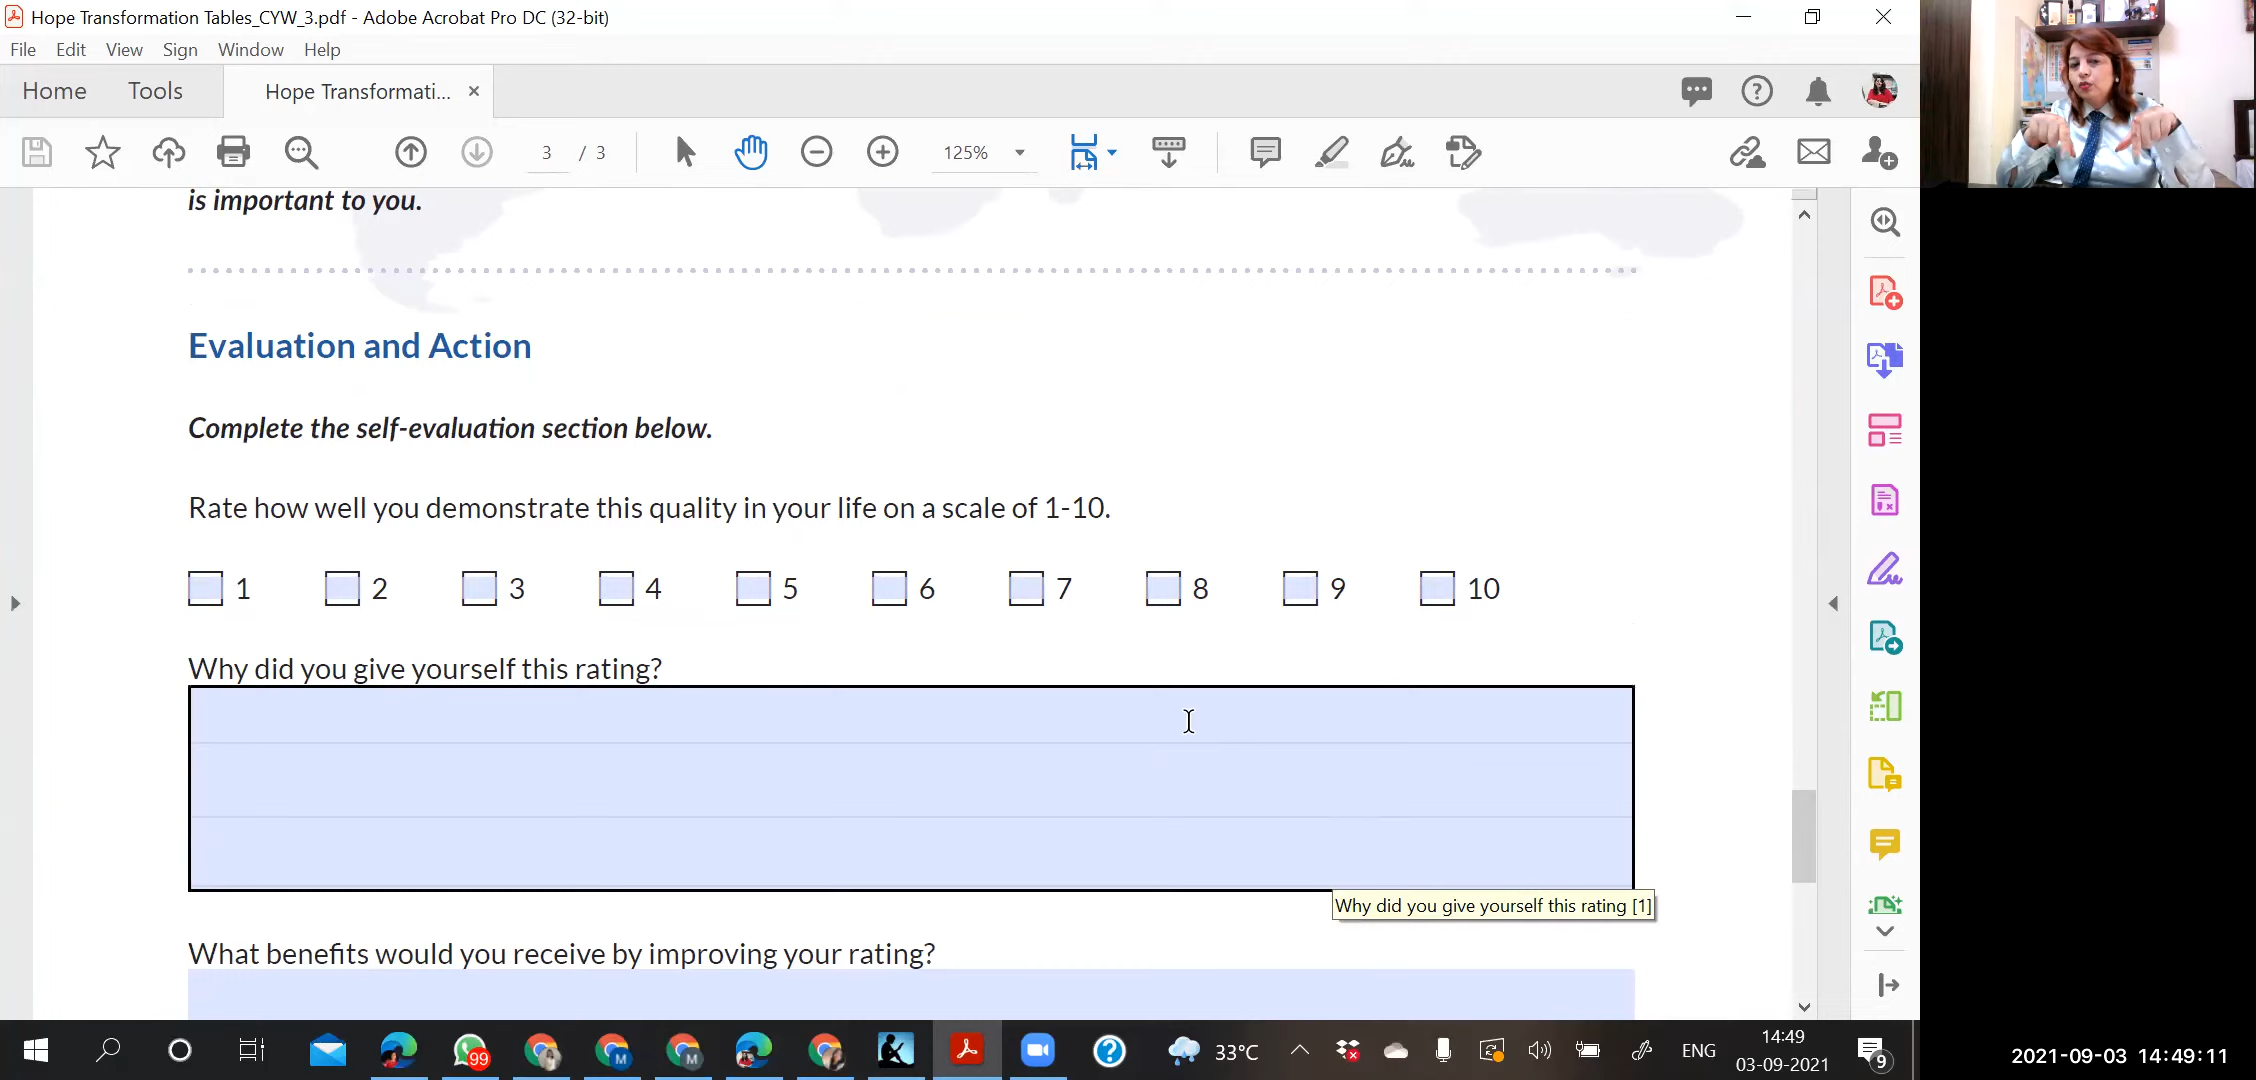 Hope Transformation Tables_CYW_3.pdf - Adobe Acrobat Pro DC (32-bit)
File Edit View Sign Window Help
Home Tools Hope Transformati... ×
3 / 3 125%
is important to you.
Evaluation and Action
Complete the self-evaluation section below.
Rate how well you demonstrate this quality in your life on a scale of 1-10.
1 2 3 4 5 6 7 8 9 10
Why did you give yourself this rating?
Why did you give yourself this rating [1]
What benefits would you receive by improving your rating?
99 M M 33°C ENG 14:49 9
03-09-2021
2021-09-03 14:49:11